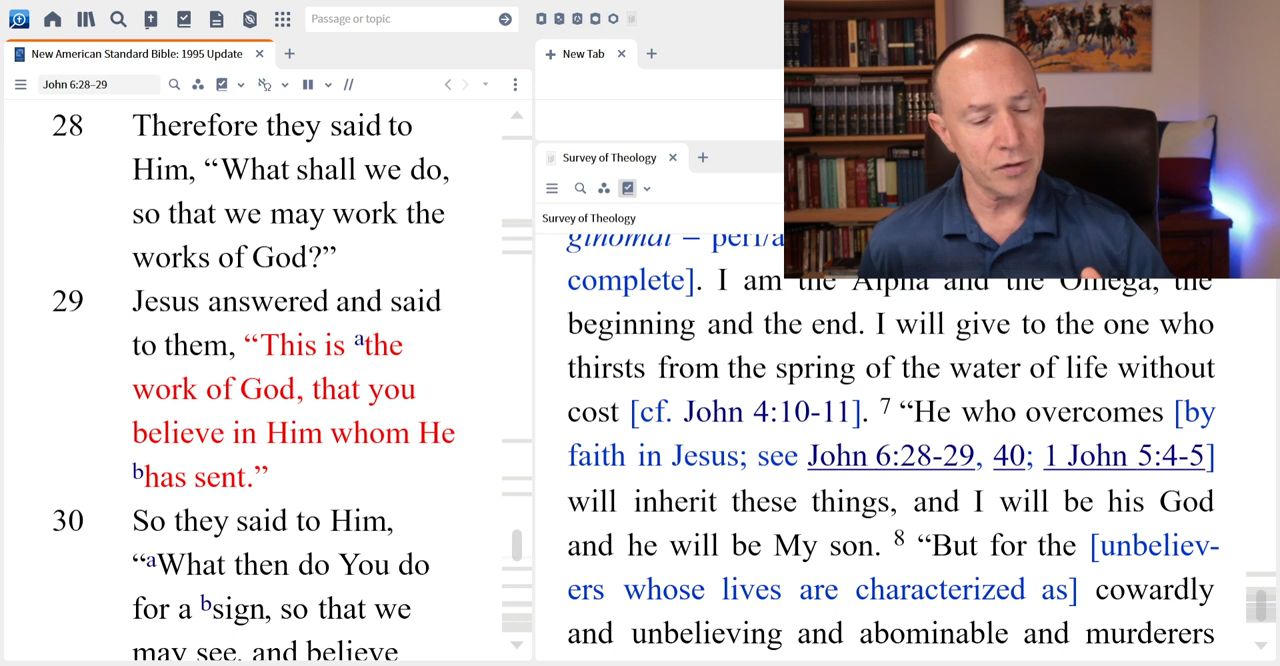 Passage or topic
New American Standard Bible: 1995 Update
John 6:28–29
28 Therefore they said to
Him, “What shall we do,
so that we may work the
works of God?”
29 Jesus answered and said
to them, “This is athe
work of God, that you
believe in Him whom He
bhas sent.”
30 So they said to Him,
“aWhat then do You do
for a bsign, so that we
may see, and believe
New Tab
Survey of Theology
Survey of Theology
ginomai – perf/a
complete]. I am the Alpha and the Omega, the
beginning and the end. I will give to the one who
thirsts from the spring of the water of life without
cost [cf. John 4:10-11]. 7 “He who overcomes [by
faith in Jesus; see John 6:28-29, 40; 1 John 5:4-5]
will inherit these things, and I will be his God
and he will be My son. 8 “But for the [unbeliev-
ers whose lives are characterized as] cowardly
and unbelieving and abominable and murderers